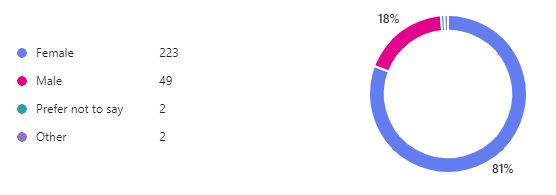 18%
Female 223
Male 49
Prefer not to say 2
Other 2
81%